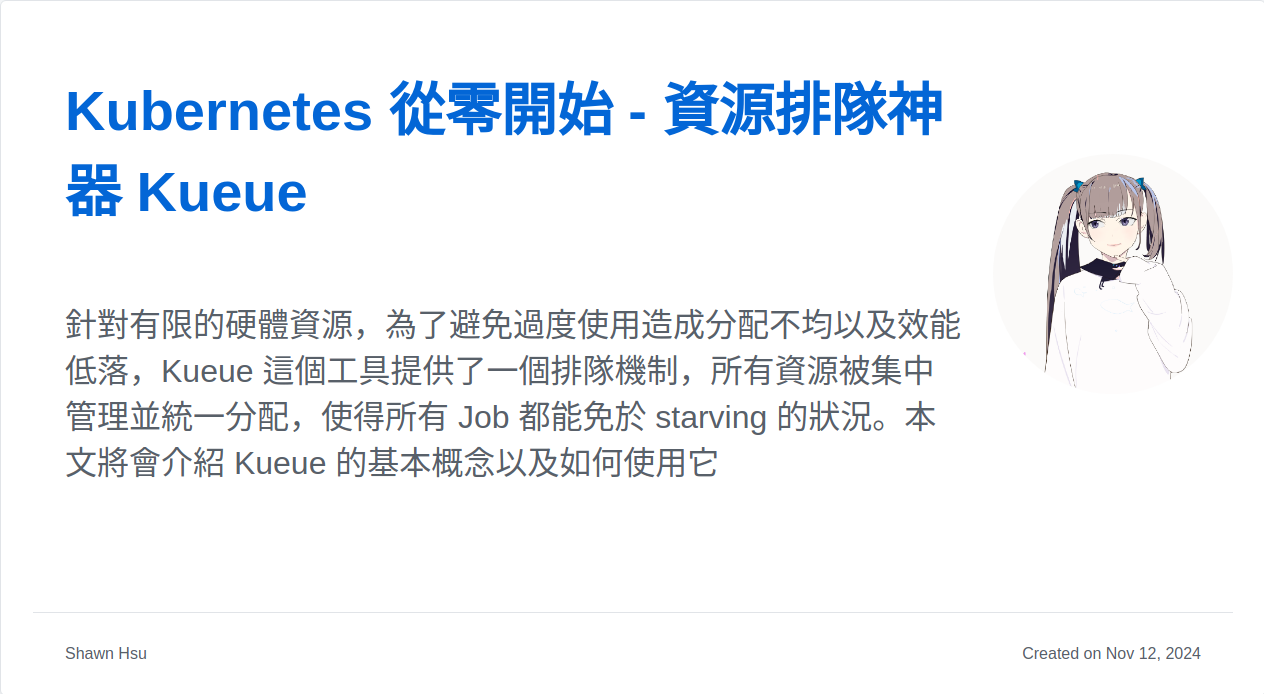 Kubernetes 從零開始 - 資源排隊神
器 Kueue
針對有限的硬體資源，為了避免過度使用造成分配不均以及效能
低落，Kueue 這個工具提供了一個排隊機制，所有資源被集中
管理並統一分配，使得所有 Job 都能免於 starving 的狀況。本
文將會介紹 Kueue 的基本概念以及如何使用它
Shawn Hsu
Created on Nov 12, 2024